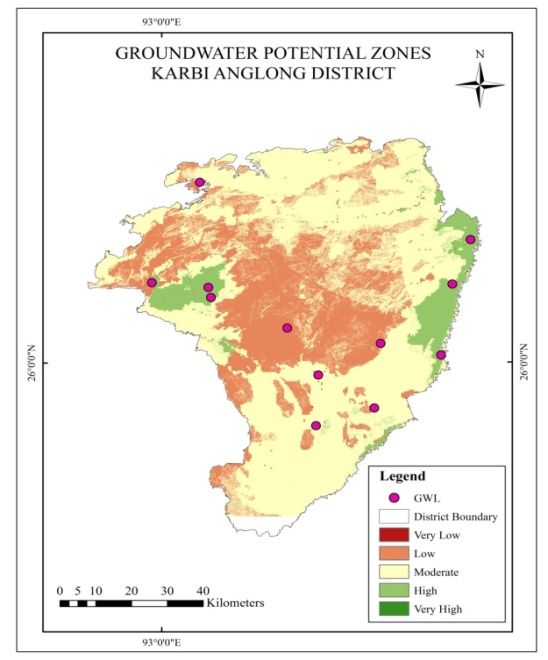 93°0'0"E
GROUNDWATER POTENTIAL ZONES
KARBI ANGLONG DISTRICT
N
26°0'0"N
26°0'0"N
Legend
GWL
District Boundary
Very Low
Low
Moderate
High
Very High
0 5 10 20 30 40
Kilometers
93°0'0"E